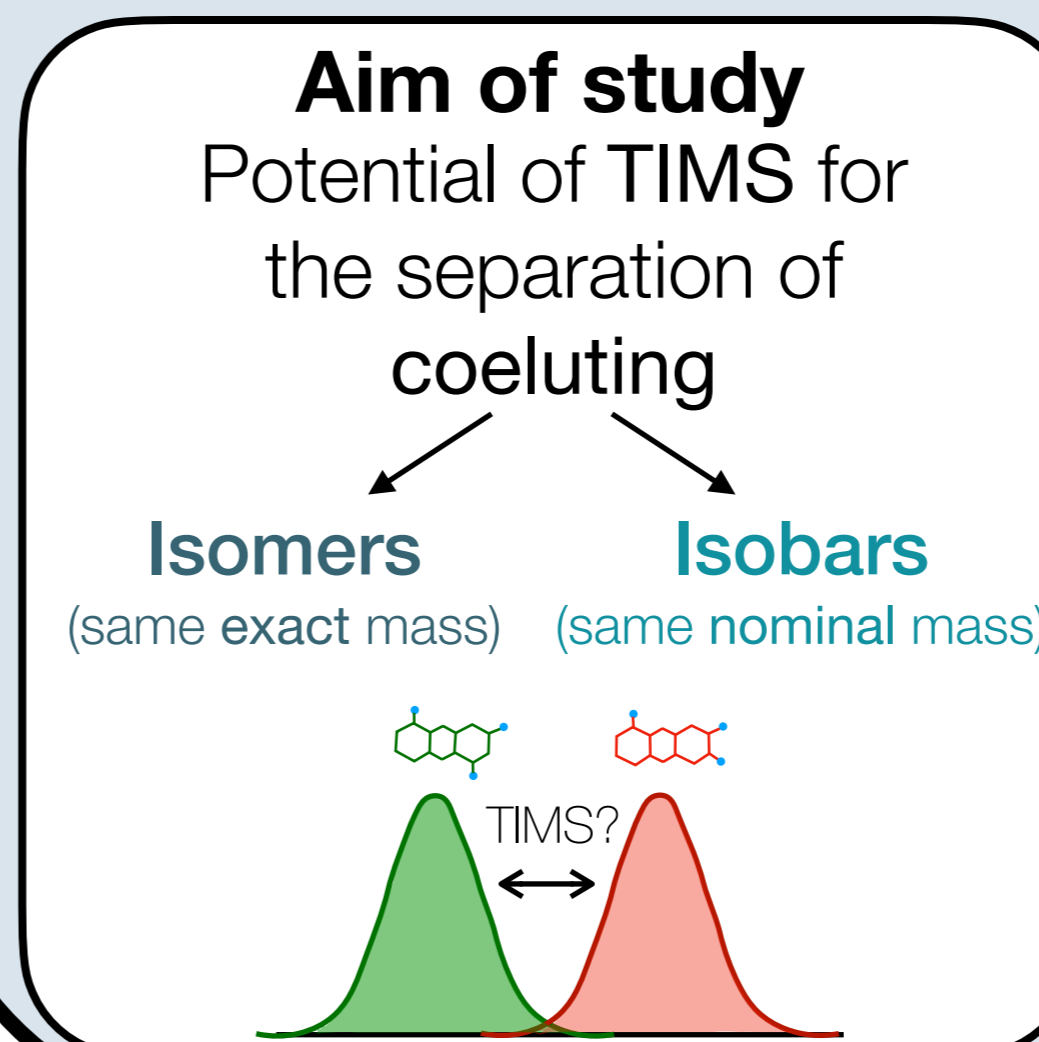 Aim of study
Potential of TIMS for
the separation of
coeluting
Isomers
(same exact mass)
Isobars
(same nominal mass)
TIMS?